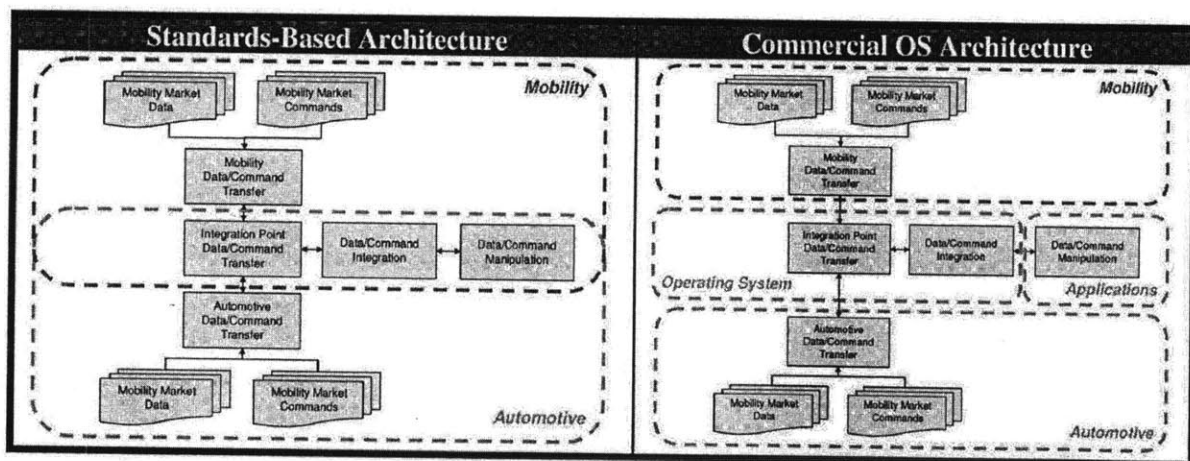 Standards-Based Architecture
Mobility
Mobility Market
Data
Mobility Market
Commands
Mobility
Data/Command
Transfer
Integration Point
Data/Command
Transfer
Data/Command
Integration
Data/Command
Manipulation
Automotive
Data/Command
Transfer
Mobility Market
Data
Mobility Market
Commands
Automotive
Commercial OS Architecture
Mobility
Mobility Market
Data
Mobility Market
Commands
Mobility
Data/Command
Transfer
Integration Point
Data/Command
Transfer
Data/Command
Integration
Data/Command
Manipulation
Operating System
Applications
Automotive
Data/Command
Transfer
Mobility Market
Data
Mobility Market
Commands
Automotive